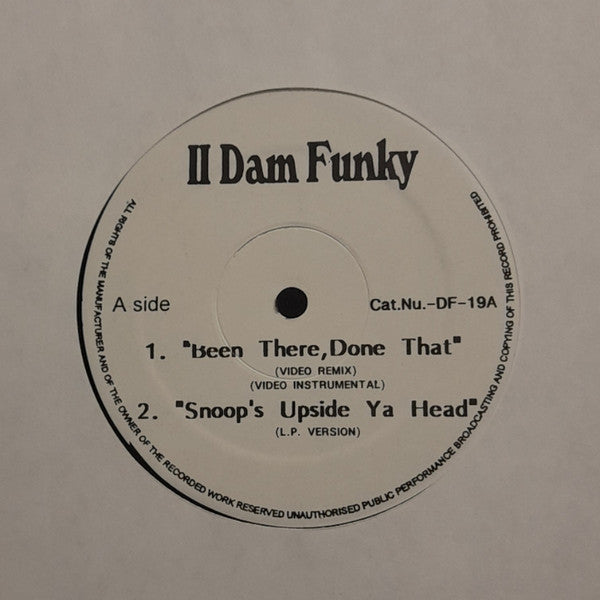 II Dam Funky
A side
Cat.Nu.-DF-19A
1. "Been There,Done That"
(VIDEO REMIX)
(VIDEO INSTRUMENTAL)
2. "Snoop's Upside Ya Head"
(L.P. VERSION)
ALL RIGHTS OF THE MANUFACTURER AND OF THE OWNER OF THE RECORDED WORK RESERVED UNAUTHORISED PUBLIC PERFORMANCE BROADCASTING AND COPYING OF THIS RECORD PROHIBITED